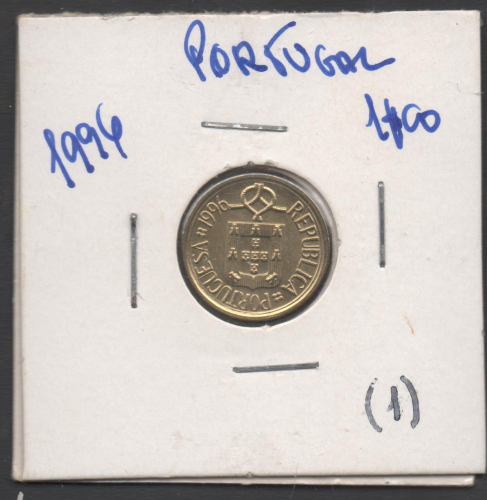 PORTUGAL
1996
1$00
1996 REPUBLICA PORTUGUESA
(1)